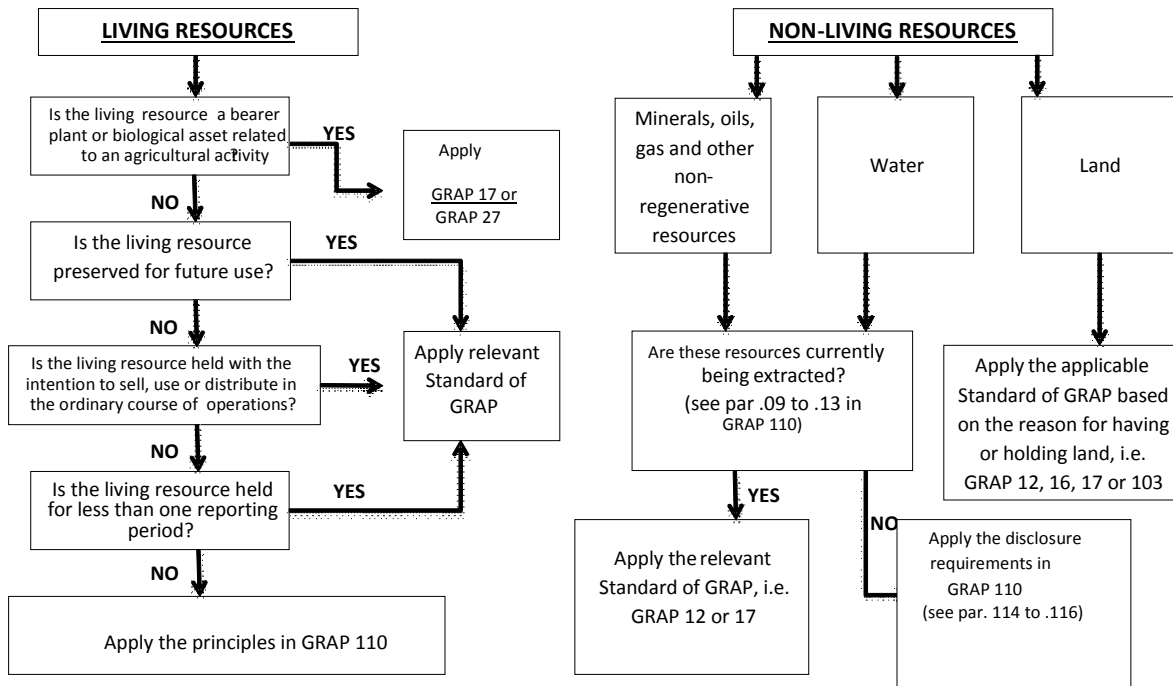 LIVING RESOURCES
Is the living resource a bearer
plant or biological asset related
to an agricultural activity?
YES
Apply
GRAP 17 or
GRAP 27
NO
Is the living resource
preserved for future use?
YES
NO
Is the living resource held with the
intention to sell, use or distribute in
the ordinary course of operations?
YES
Apply relevant
Standard of
GRAP
NO
Is the living resource held
for less than one reporting
period?
YES
NO
Apply the principles in GRAP 110
NON-LIVING RESOURCES
Minerals, oils,
gas and other
non-
regenerative
resources
Water
Land
Are these resources currently
being extracted?
(see par .09 to .13 in
GRAP 110)
Apply the applicable
Standard of GRAP based
on the reason for having
or holding land, i.e.
GRAP 12, 16, 17 or 103
YES
NO
Apply the relevant
Standard of GRAP, i.e.
GRAP 12 or 17
Apply the disclosure
requirements in
GRAP 110
(see par. 114 to .116)